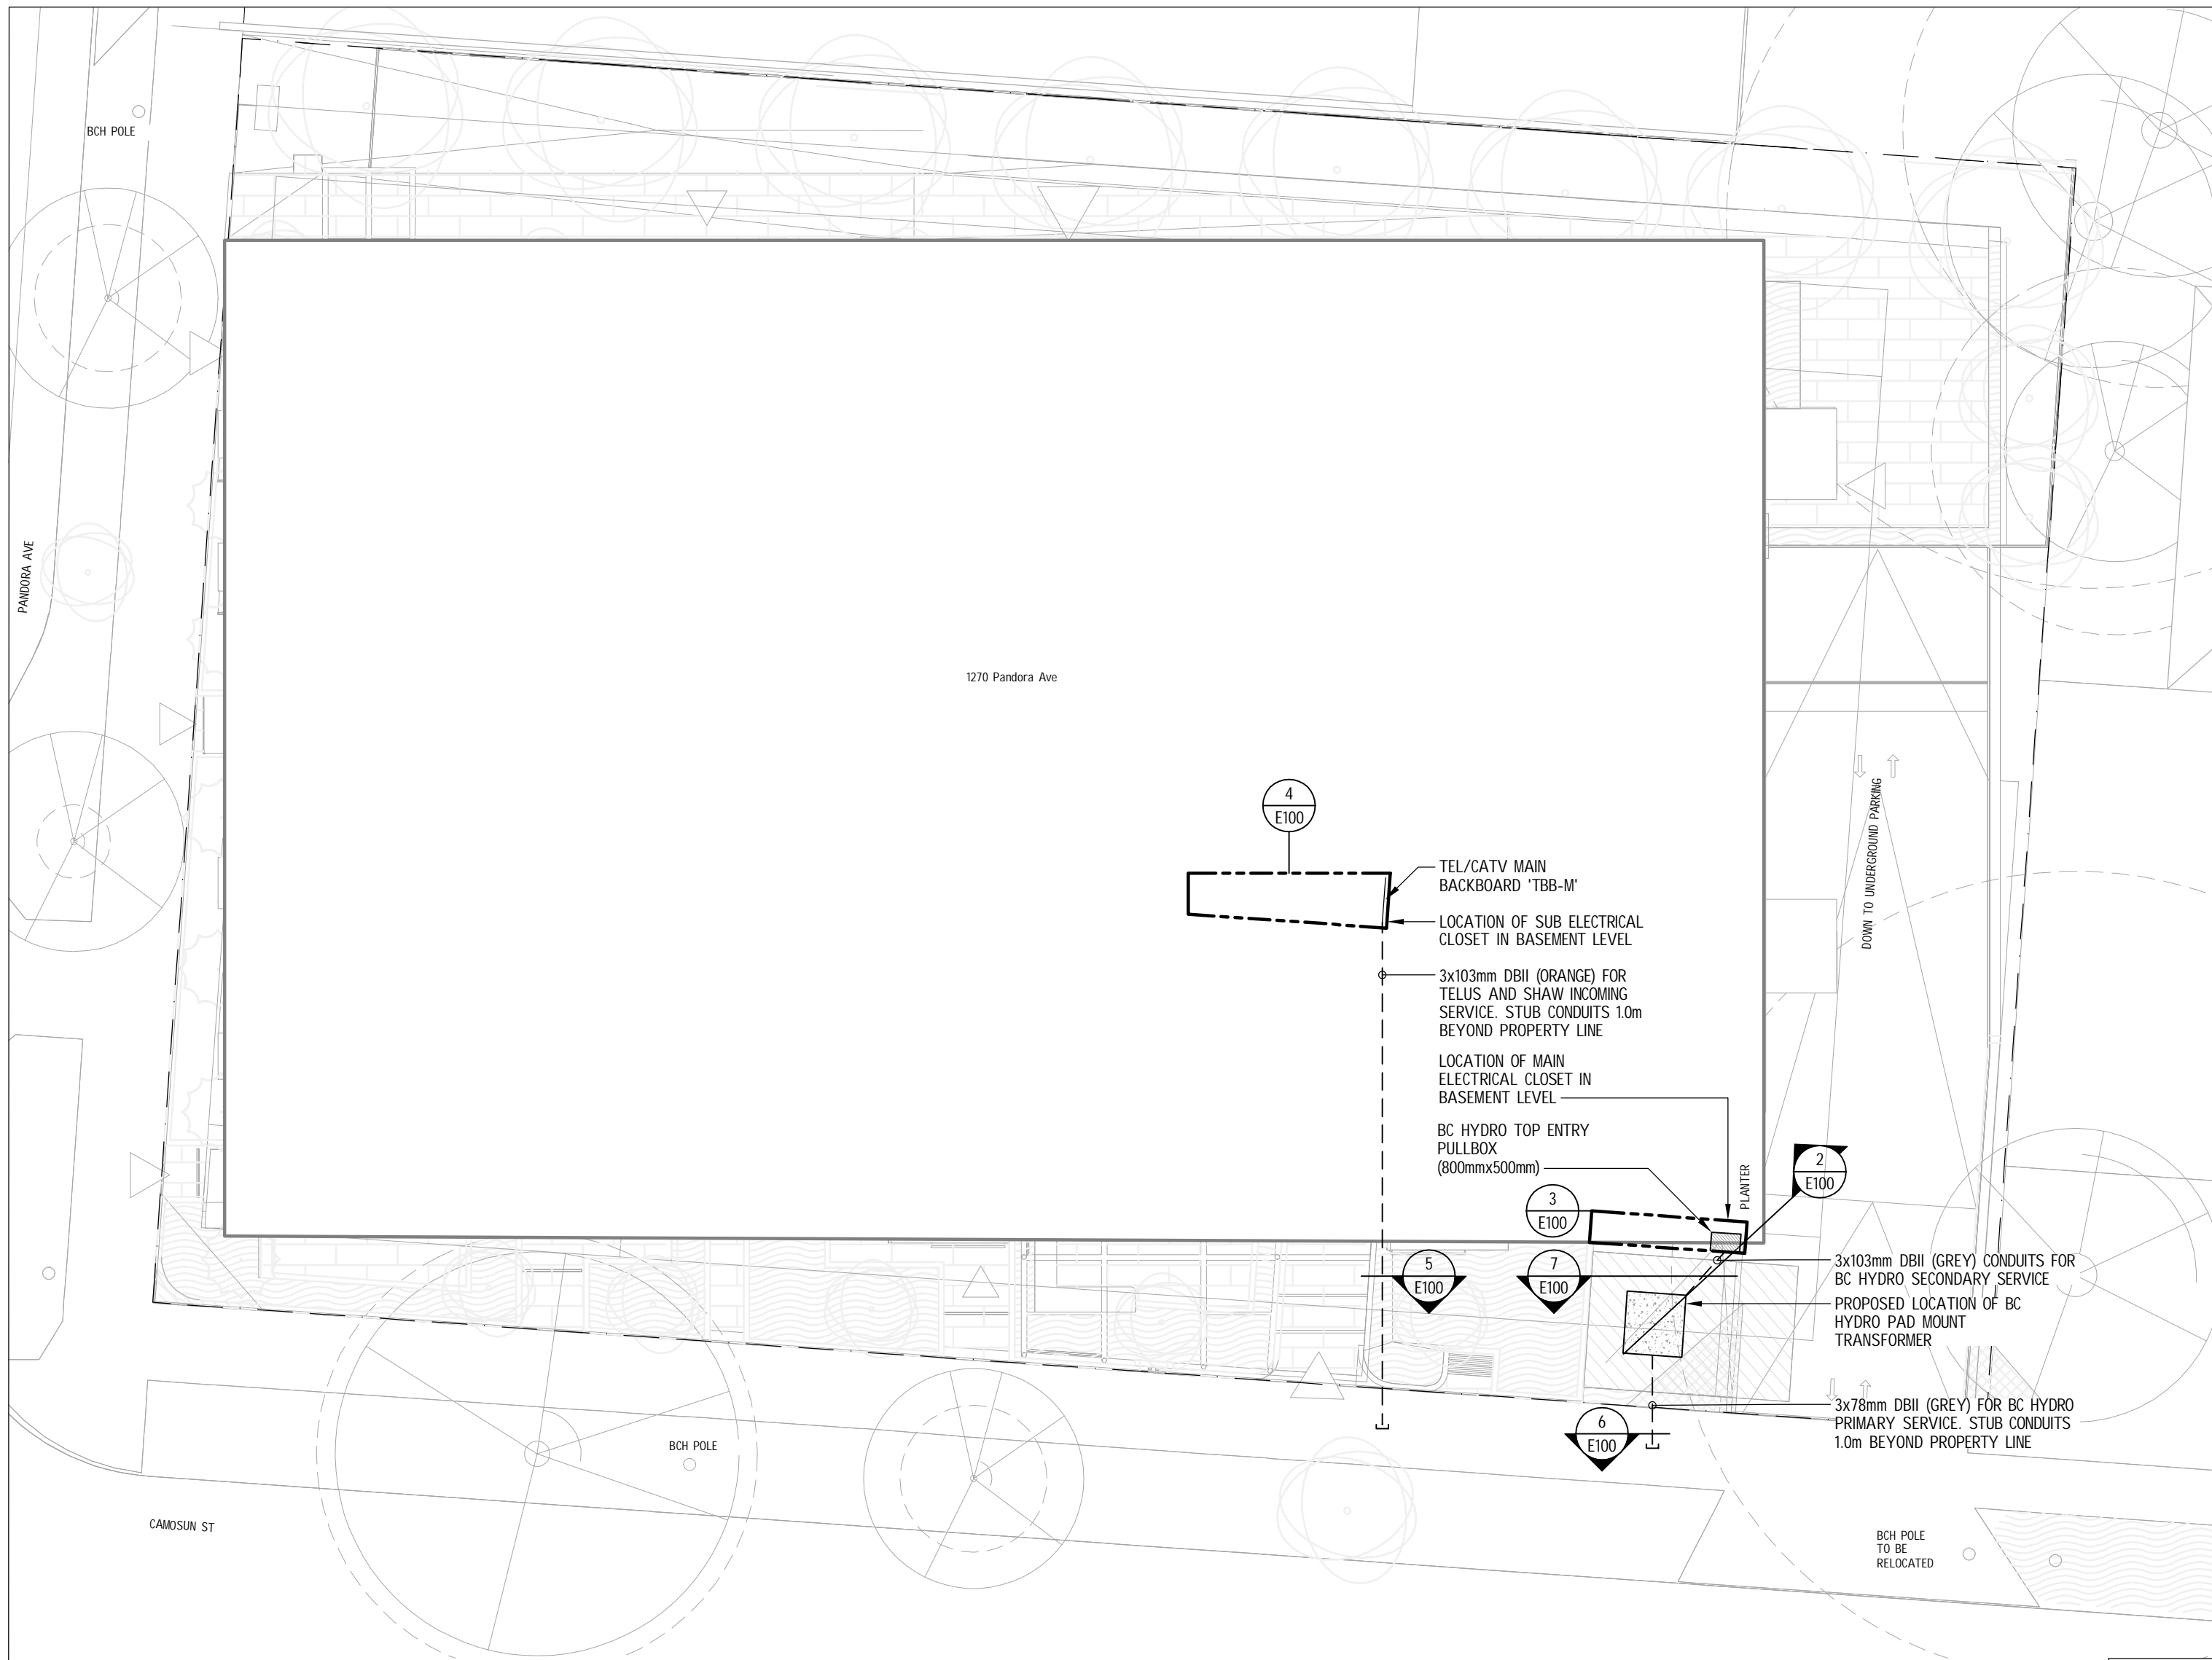 BCH POLE
PANDORA AVE
1270 Pandora Ave
4
E100
TEL/CATV MAIN
BACKBOARD 'TBB-M'
LOCATION OF SUB ELECTRICAL
CLOSET IN BASEMENT LEVEL
3x103mm DBII (ORANGE) FOR
TELUS AND SHAW INCOMING
SERVICE. STUB CONDUITS 1.0m
BEYOND PROPERTY LINE
DOWN TO UNDERGROUND PARKING
LOCATION OF MAIN
ELECTRICAL CLOSET IN
BASEMENT LEVEL
BC HYDRO TOP ENTRY
PULLBOX
(800mmx500mm)
PLANTER
2
E100
3
E100
5
E100
7
E100
3x103mm DBII (GREY) CONDUITS FOR
BC HYDRO SECONDARY SERVICE
PROPOSED LOCATION OF BC
HYDRO PAD MOUNT
TRANSFORMER
3x78mm DBII (GREY) FOR BC HYDRO
PRIMARY SERVICE. STUB CONDUITS
1.0m BEYOND PROPERTY LINE
6
E100
BCH POLE
CAMOSUN ST
BCH POLE
TO BE
RELOCATED